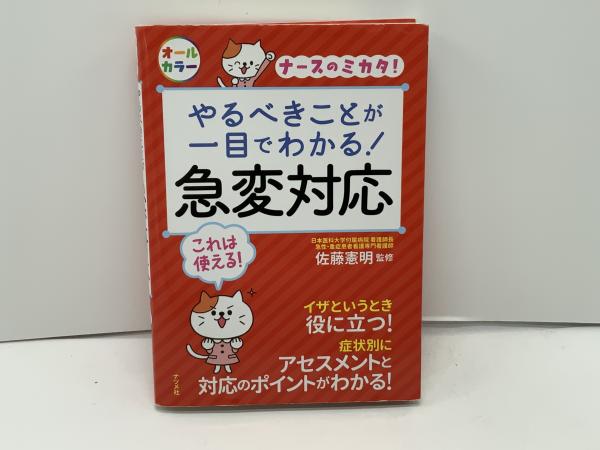 オール
カラー
ナースのミカタ!
やるべきことが
一目でわかる!
急変対応
これは
使える!
日本医科大学付属病院 看護師長
急性・重症患者看護専門看護師
佐藤憲明 監修
イザというとき
役に立つ!
症状別に
アセスメントと
対応のポイントがわかる!
ナツメ社